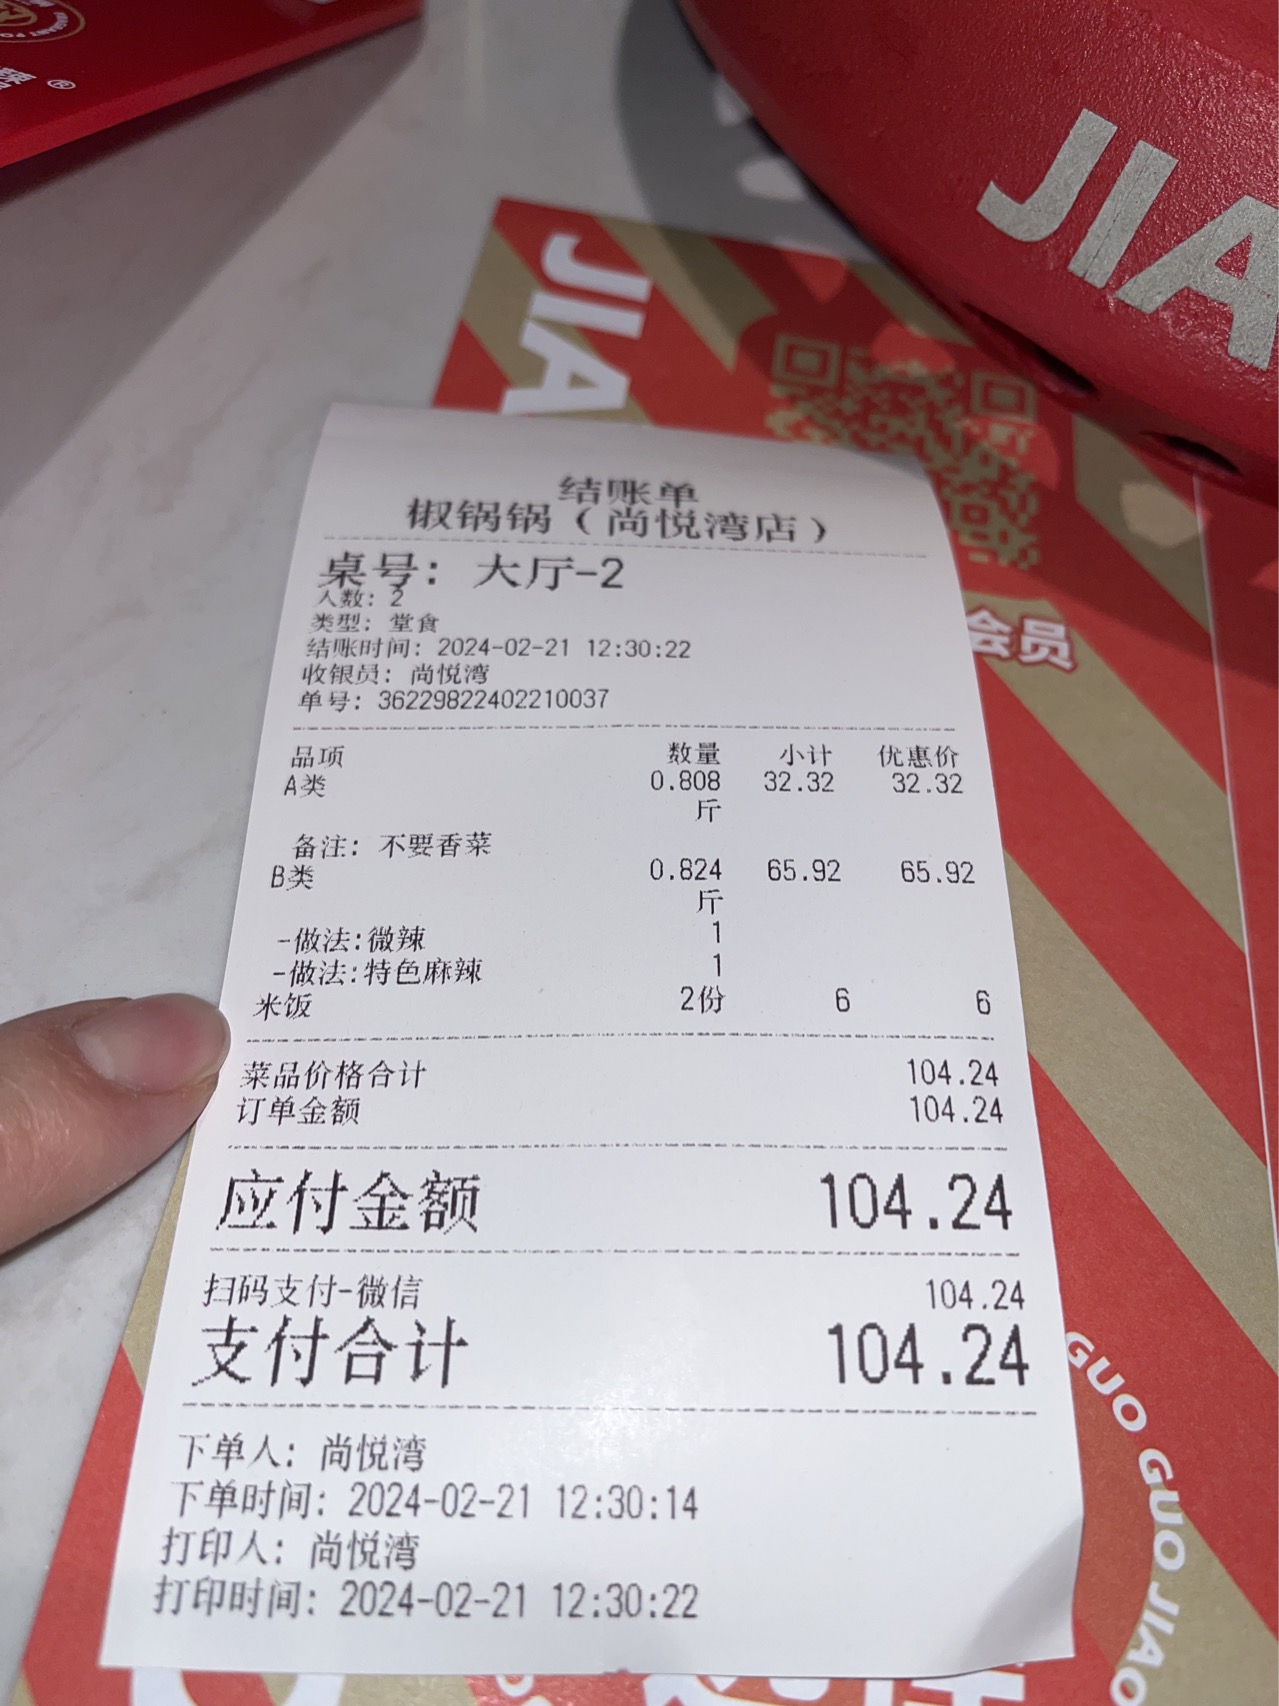 JIA
JIA
会员
结账单
椒锅锅（尚悦湾店）
桌号: 大厅-2
人数: 2
类型: 堂食
结账时间: 2024-02-21 12:30:22
收银员: 尚悦湾
单号: 36229822402210037
品项 数量 小计 优惠价
A类 0.808 32.32 32.32
斤
备注: 不要香菜
B类 0.824 65.92 65.92
斤
-做法:微辣 1
-做法:特色麻辣 1
米饭 2份 6 6
菜品价格合计 104.24
订单金额 104.24
应付金额 104.24
扫码支付-微信 104.24
支付合计 104.24
下单人: 尚悦湾
下单时间: 2024-02-21 12:30:14
打印人: 尚悦湾
打印时间: 2024-02-21 12:30:22
GUO GUO JIAO